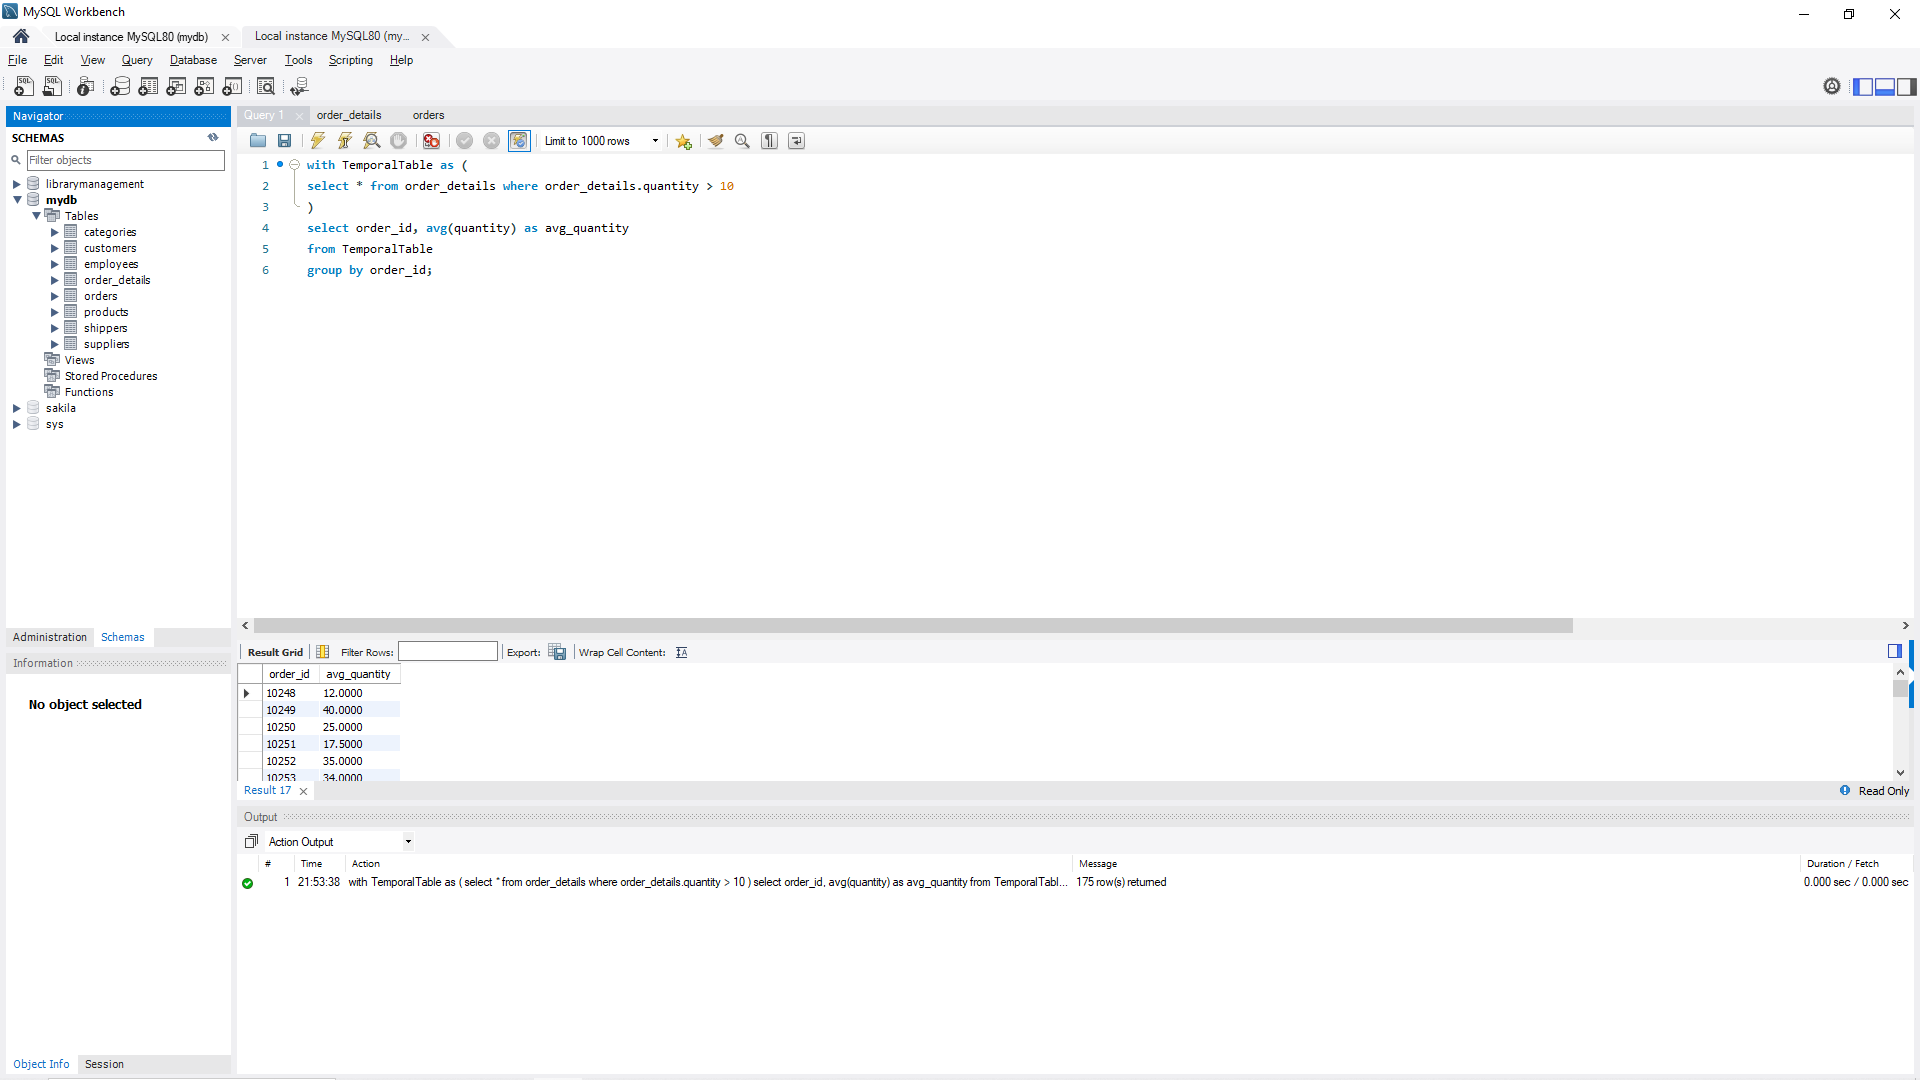 MySQL Workbench
Local instance MySQL80 (mydb)
Local instance MySQL80 (my...
File Edit View Query Database Server Tools Scripting Help
Navigator
SCHEMAS
Filter objects
librarymanagement
mydb
Tables
categories
customers
employees
order_details
orders
products
shippers
suppliers
Views
Stored Procedures
Functions
sakila
sys
Administration Schemas
Information
No object selected
Object Info Session
Query 1 order_details orders
Limit to 1000 rows
1 with TemporalTable as (
2 select * from order_details where order_details.quantity > 10
3 )
4 select order_id, avg(quantity) as avg_quantity
5 from TemporalTable
6 group by order_id;
Result Grid Filter Rows: Export: Wrap Cell Content:
order_id avg_quantity
10248 12.0000
10249 40.0000
10250 25.0000
10251 17.5000
10252 35.0000
10253 34.0000
Result 17 Read Only
Output
Action Output
# Time Action Message Duration / Fetch
1 21:53:38 with TemporalTable as ( select * from order_details where order_details.quantity > 10 ) select order_id, avg(quantity) as avg_quantity from TemporalTabl... 175 row(s) returned 0.000 sec / 0.000 sec